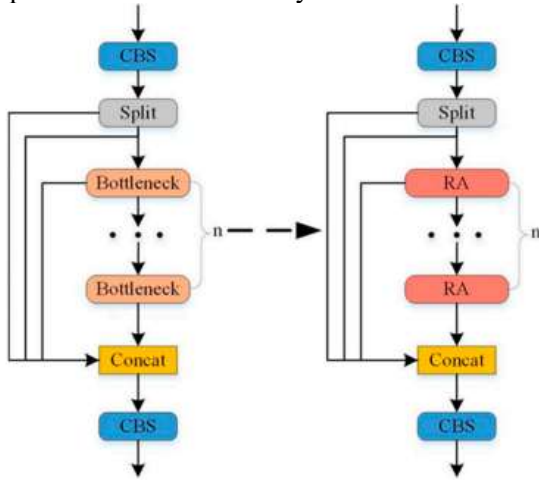 CBS
Split
Bottleneck
n
Bottleneck
Concat
CBS
CBS
Split
RA
n
RA
Concat
CBS